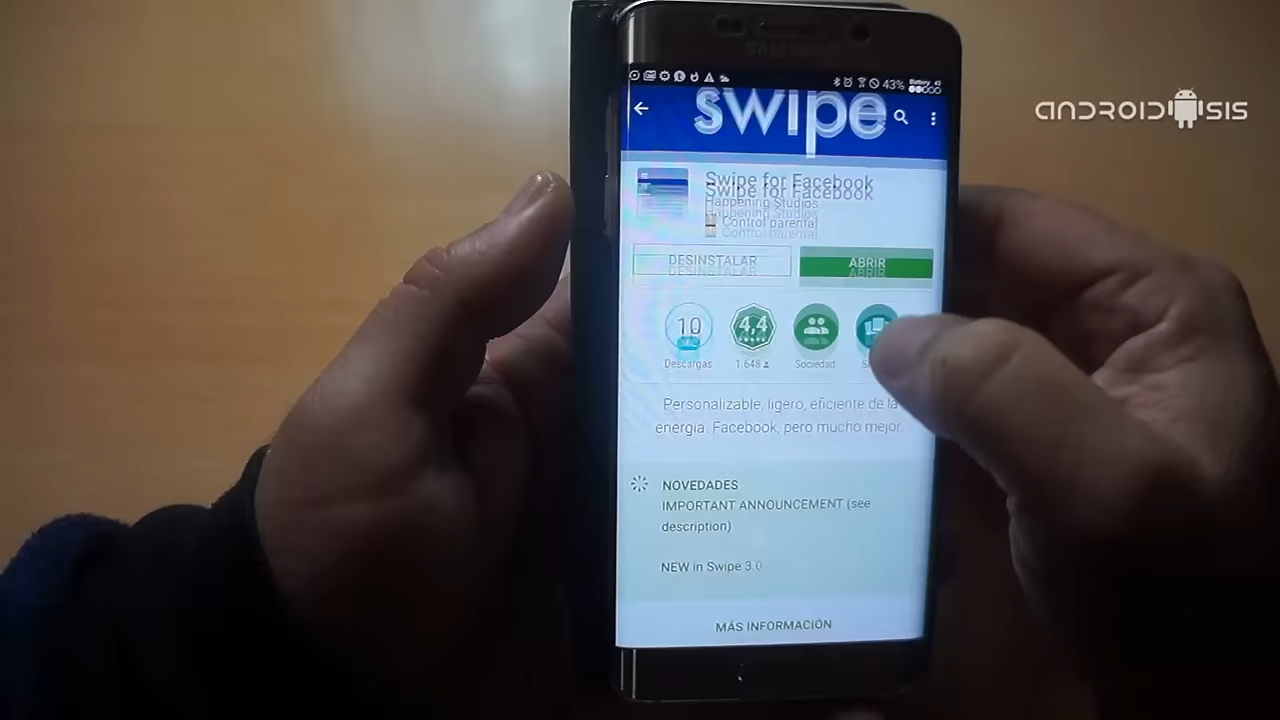 SAMSUNG
43%
Battery 43
swipe
ANDROIDSIS
Swipe for Facebook
Happening Studios
Control parental
DESINSTALAR
ABRIR
10
4,4
Descargas
1 648
Sociedad
Personalizable, ligero, eficiente de la
energía. Facebook, pero mucho mejor.
NOVEDADES
IMPORTANT ANNOUNCEMENT (see
description)
NEW in Swipe 3.0
MÁS INFORMACIÓN